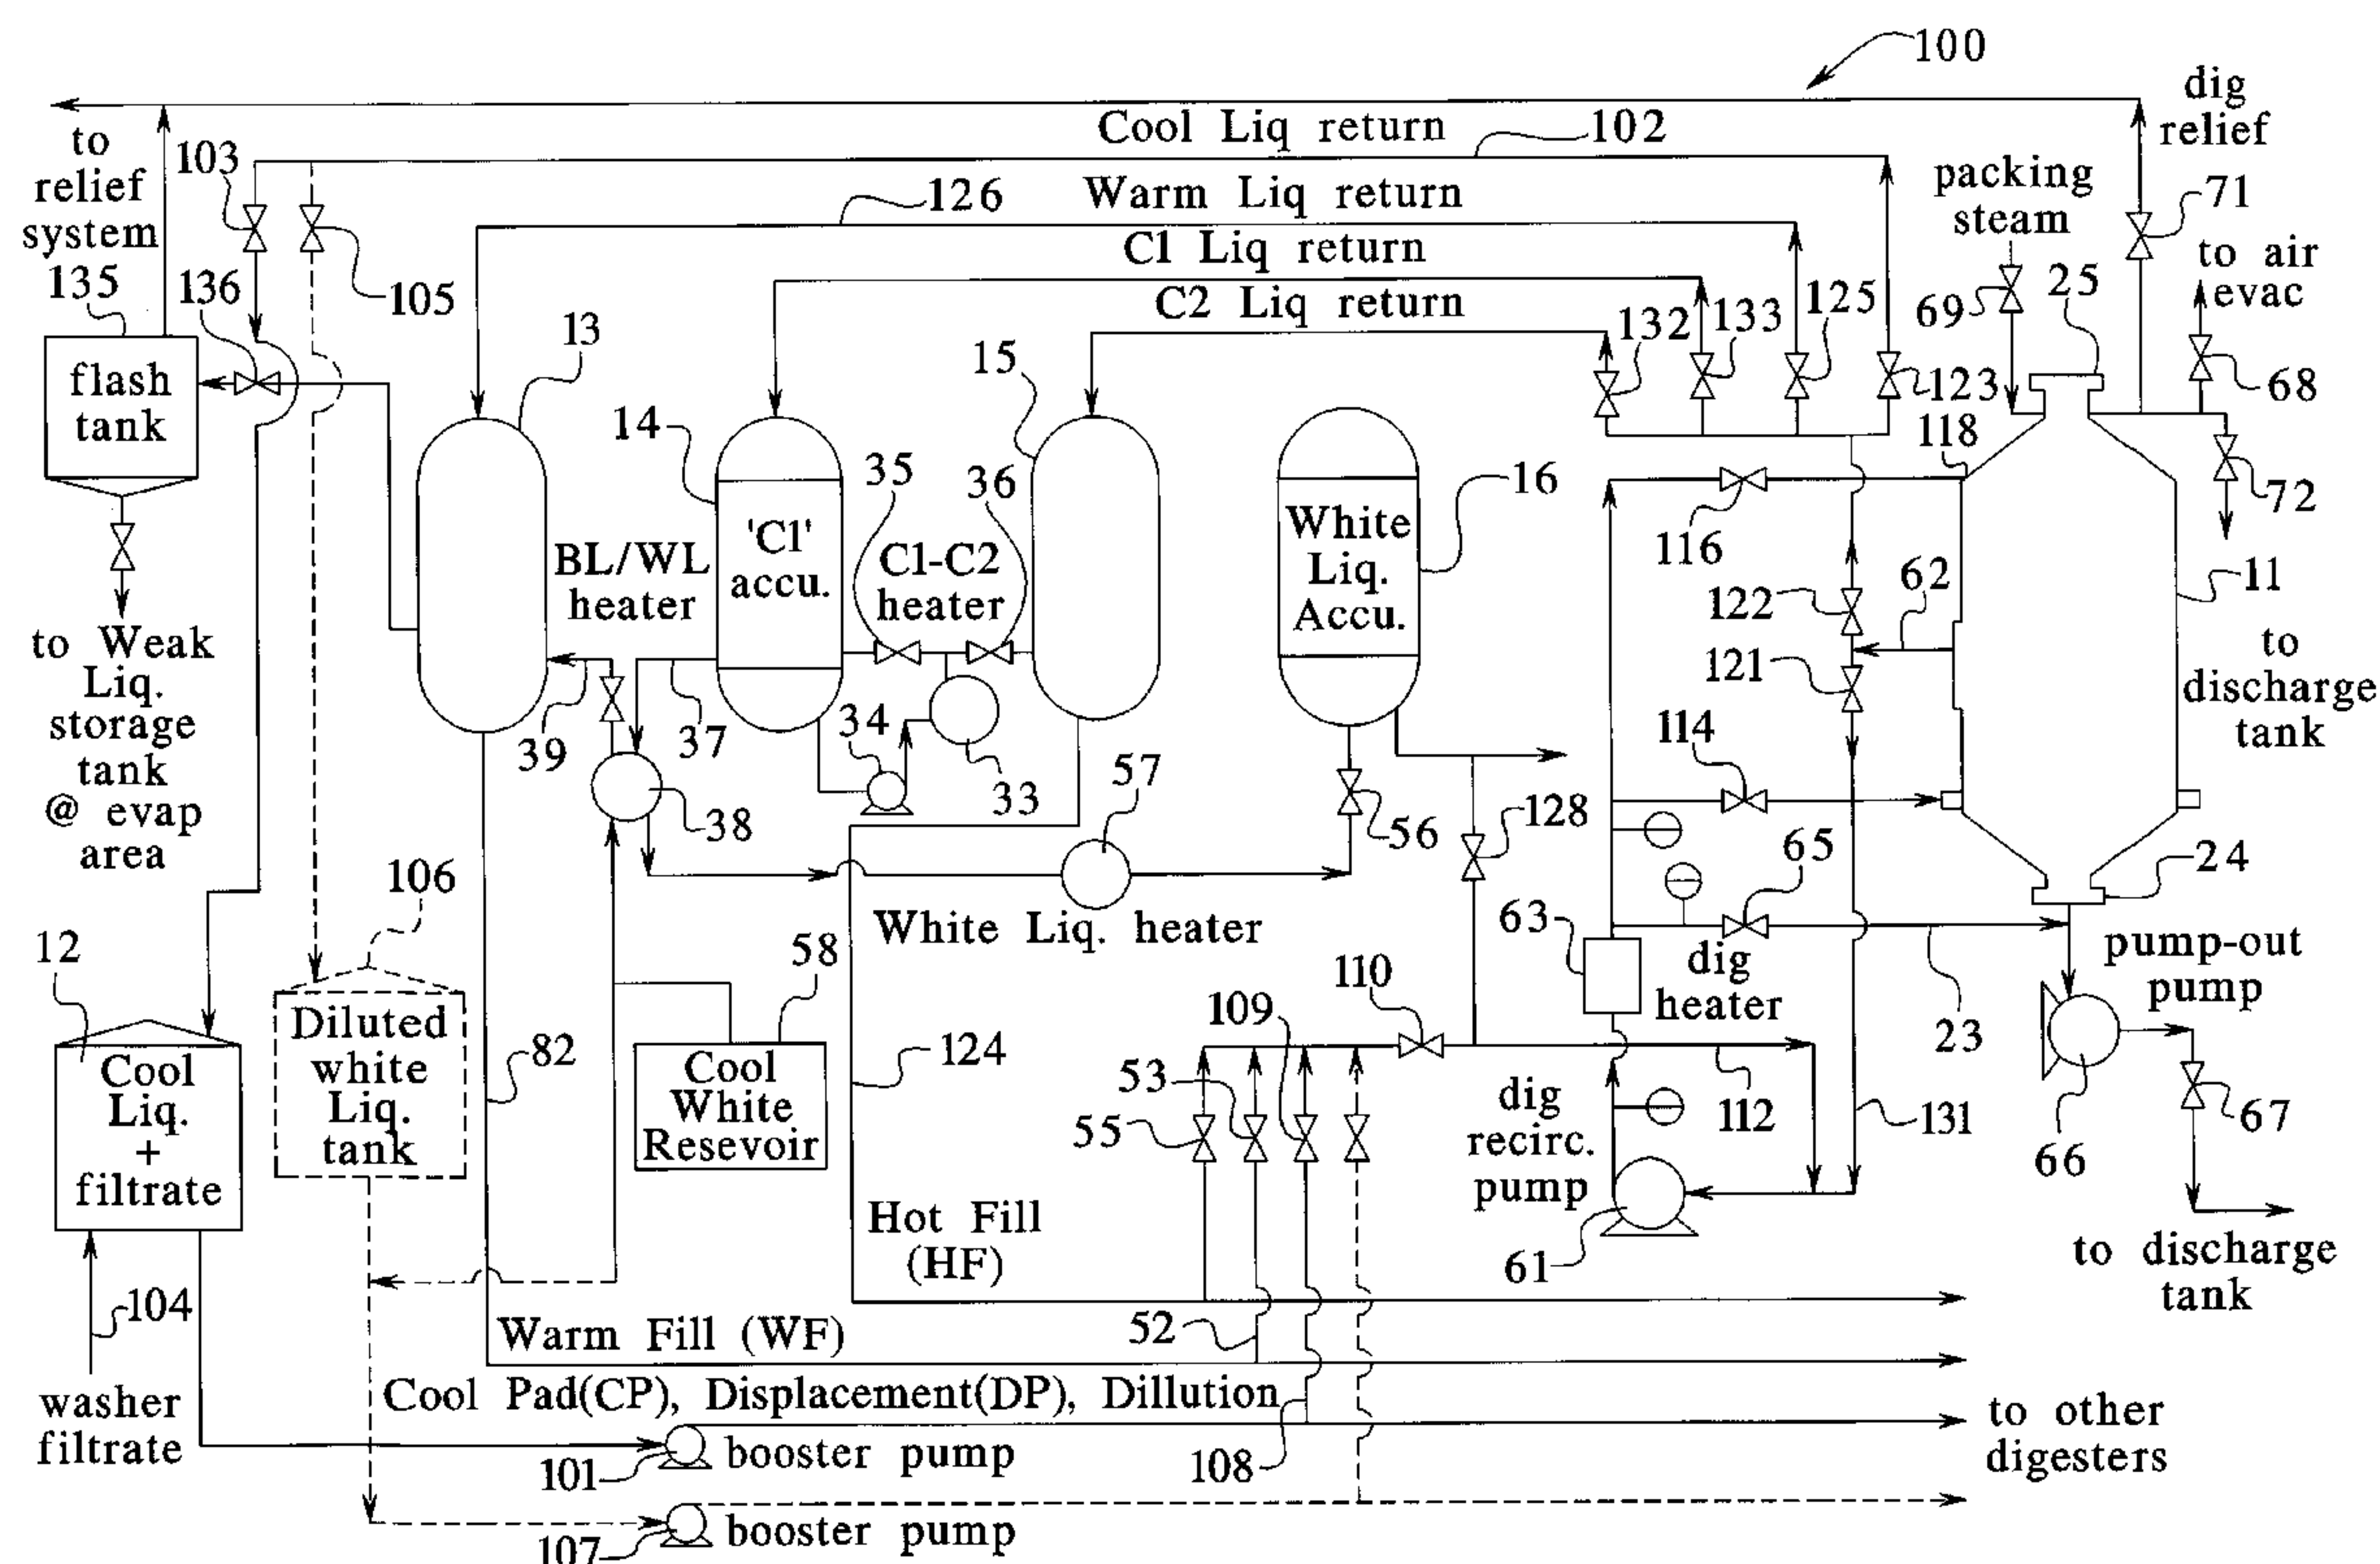 100
dig
relief
to
relief
system
103
Cool Liq return
102
packing
steam
71
126
Warm Liq return
C1 Liq return
C2 Liq return
to air
evac
135
136
105
13
15
132
133
125
123
69
25
68
flash
tank
14
35
36
16
118
72
'C1'
accu.
BL/WL
heater
C1-C2
heater
White
Liq.
Accu.
116
122
62
11
to Weak
Liq.
storage
tank
@ evap
area
121
to
discharge
tank
39
37
34
33
57
114
38
56
128
65
24
106
White Liq. heater
63
12
58
110
dig
heater
pump-out
pump
109
23
Cool
Liq.
+
filtrate
Diluted
white
Liq.
tank
82
Cool
White
Resevoir
124
53
55
dig
recirc.
pump
112
131
67
66
Hot Fill
(HF)
61
to discharge
tank
104
Warm Fill (WF)
52
washer
filtrate
Cool Pad(CP), Displacement(DP), Dillution
101
booster pump
108
to other
digesters
107
booster pump